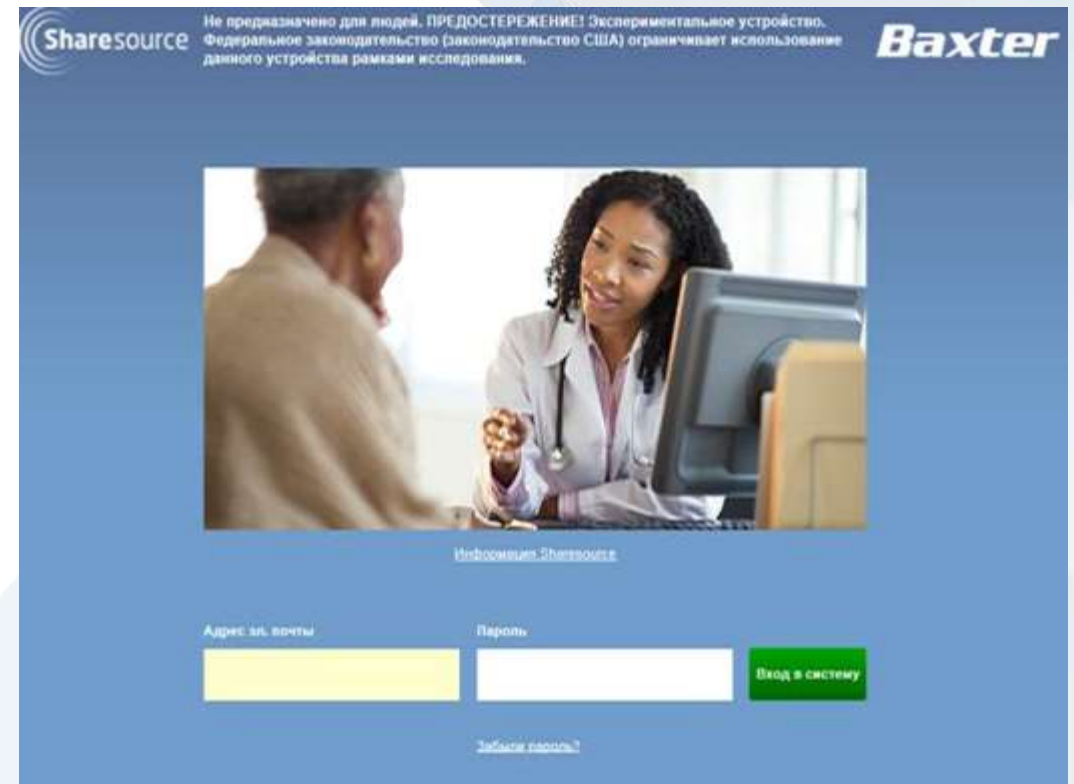 Sharesource
Не предназначено для людей. ПРЕДОСТЕРЕЖЕНИЕ! Экспериментальное устройство.
Федеральное законодательство (законодательство США) ограничивает использование
данного устройства рамками исследования.
Baxter
Информация Sharesource
Адрес эл. почты
Пароль
Вход в систему
Забыли пароль?